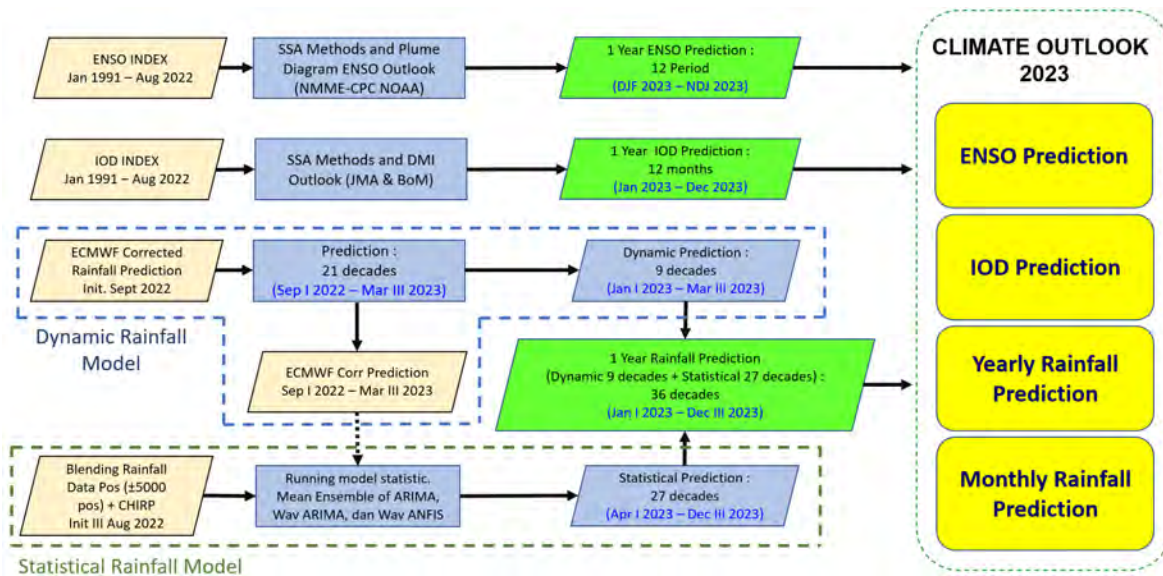 ENSO INDEX
Jan 1991 – Aug 2022
SSA Methods and Plume
Diagram ENSO Outlook
(NMME-CPC NOAA)
1 Year ENSO Prediction :
12 Period
(DJF 2023 – NDJ 2023)
IOD INDEX
Jan 1991 – Aug 2022
SSA Methods and DMI
Outlook (JMA & BoM)
1 Year IOD Prediction :
12 months
(Jan 2023 – Dec 2023)
ECMWF Corrected
Rainfall Prediction
Init. Sept 2022
Prediction :
21 decades
(Sep I 2022 – Mar III 2023)
Dynamic Prediction :
9 decades
(Jan I 2023 – Mar III 2023)
Dynamic Rainfall
Model
ECMWF Corr Prediction
Sep I 2022 – Mar III 2023
1 Year Rainfall Prediction
(Dynamic 9 decades + Statistical 27 decades) :
36 decades
(Jan I 2023 – Dec III 2023)
Blending Rainfall
Data Pos (±5000
pos) + CHIRP
Init III Aug 2022
Running model statistic.
Mean Ensemble of ARIMA,
Wav ARIMA, dan Wav ANFIS
Statistical Prediction :
27 decades
(Apr I 2023 – Dec III 2023)
Statistical Rainfall Model
CLIMATE OUTLOOK
2023
ENSO Prediction
IOD Prediction
Yearly Rainfall
Prediction
Monthly Rainfall
Prediction